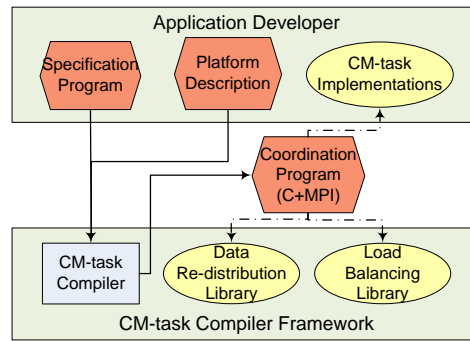 Application Developer
Specification
Program
Platform
Description
CM-task
Implementations
Coordination
Program
(C+MPI)
CM-task
Compiler
Data
Re-distribution
Library
Load
Balancing
Library
CM-task Compiler Framework